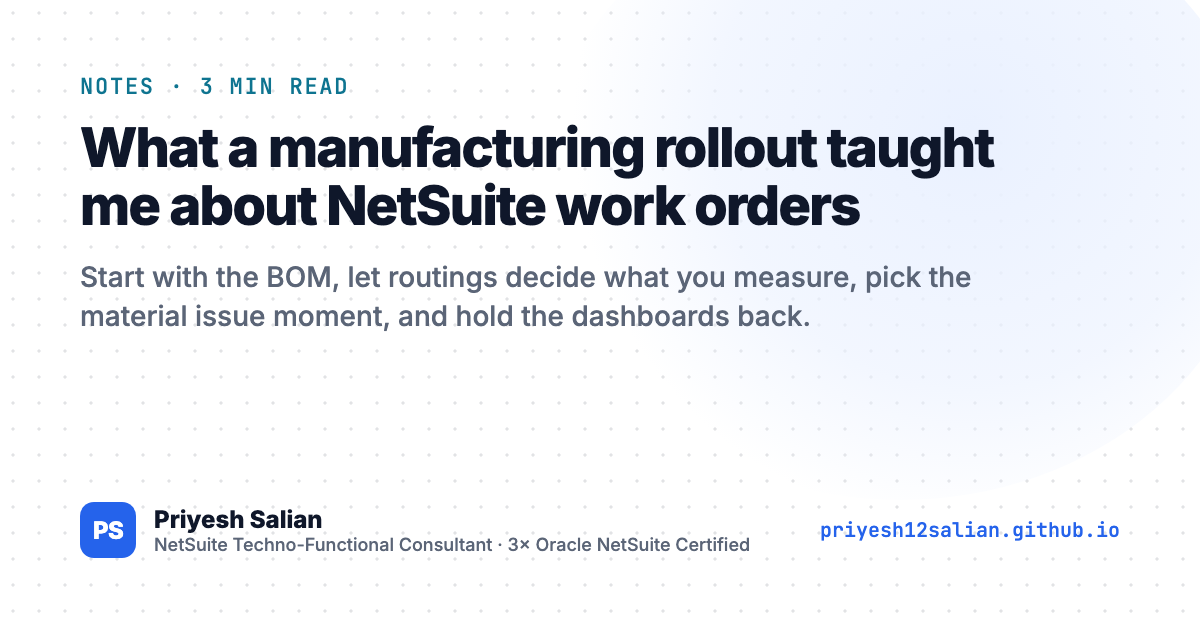 NOTES · 3 MIN READ
What a manufacturing rollout taught
me about NetSuite work orders
Start with the BOM, let routings decide what you measure, pick the
material issue moment, and hold the dashboards back.
PS
Priyesh Salian
NetSuite Techno-Functional Consultant · 3× Oracle NetSuite Certified
priyesh12salian.github.io